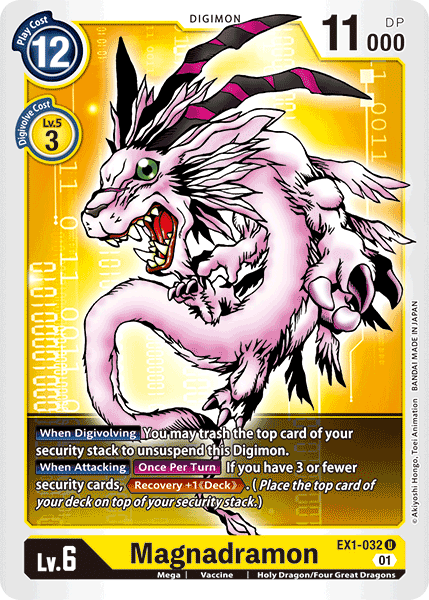 Play Cost
12
DIGIMON
11000
DP
Digivolve Cost
Lv.5
3
When Digivolving You may trash the top card of your
security stack to unsuspend this Digimon.
When Attacking Once Per Turn If you have 3 or fewer
security cards, Recovery +1《Deck》. (Place the top card of
your deck on top of your security stack.)
©Akiyoshi Hongo, Toei Animation BANDAI MADE IN JAPAN
Lv.6
Magnadramon
EX1-032 U
01
Mega | Vaccine | Holy Dragon/Four Great Dragons